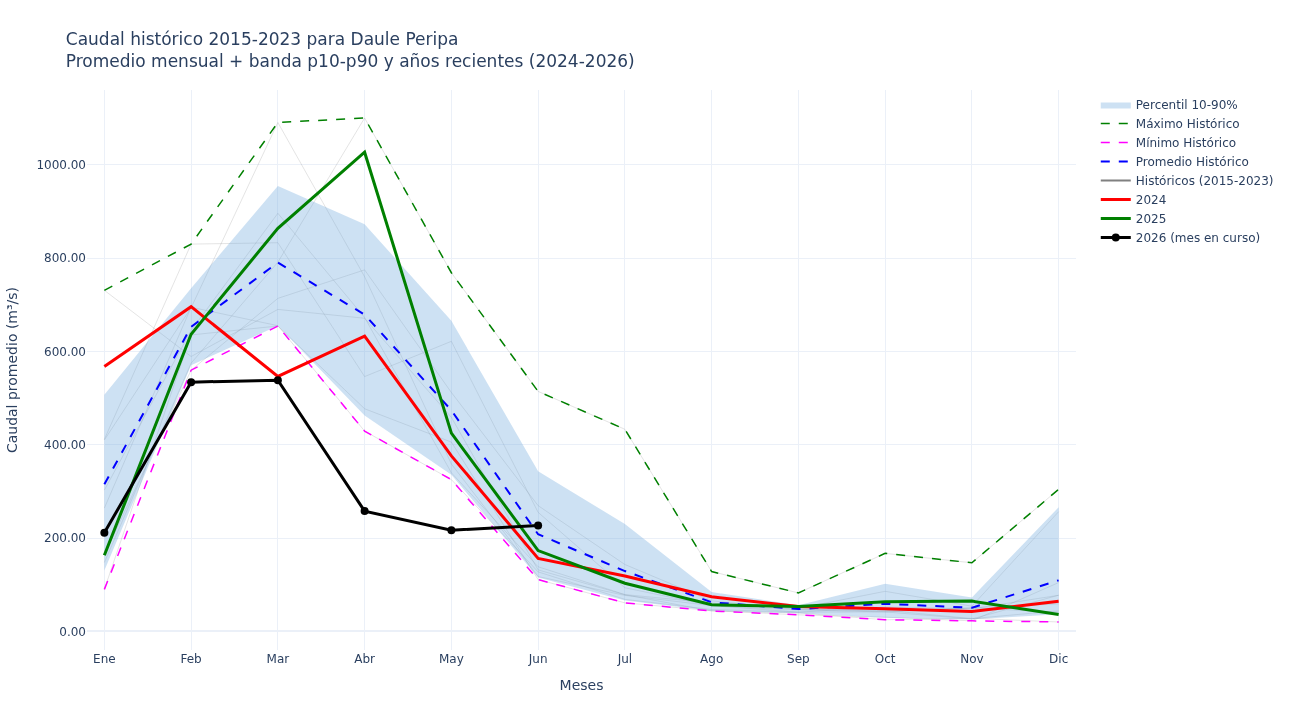 Caudal histórico 2015-2023 para Daule Peripa
Promedio mensual + banda p10-p90 y años recientes (2024-2026)
Percentil 10-90%
Máximo Histórico
Mínimo Histórico
Promedio Histórico
Históricos (2015-2023)
2024
2025
2026 (mes en curso)
Caudal promedio (m³/s)
1000.00
800.00
600.00
400.00
200.00
0.00
Ene Feb Mar Abr May Jun Jul Ago Sep Oct Nov Dic
Meses